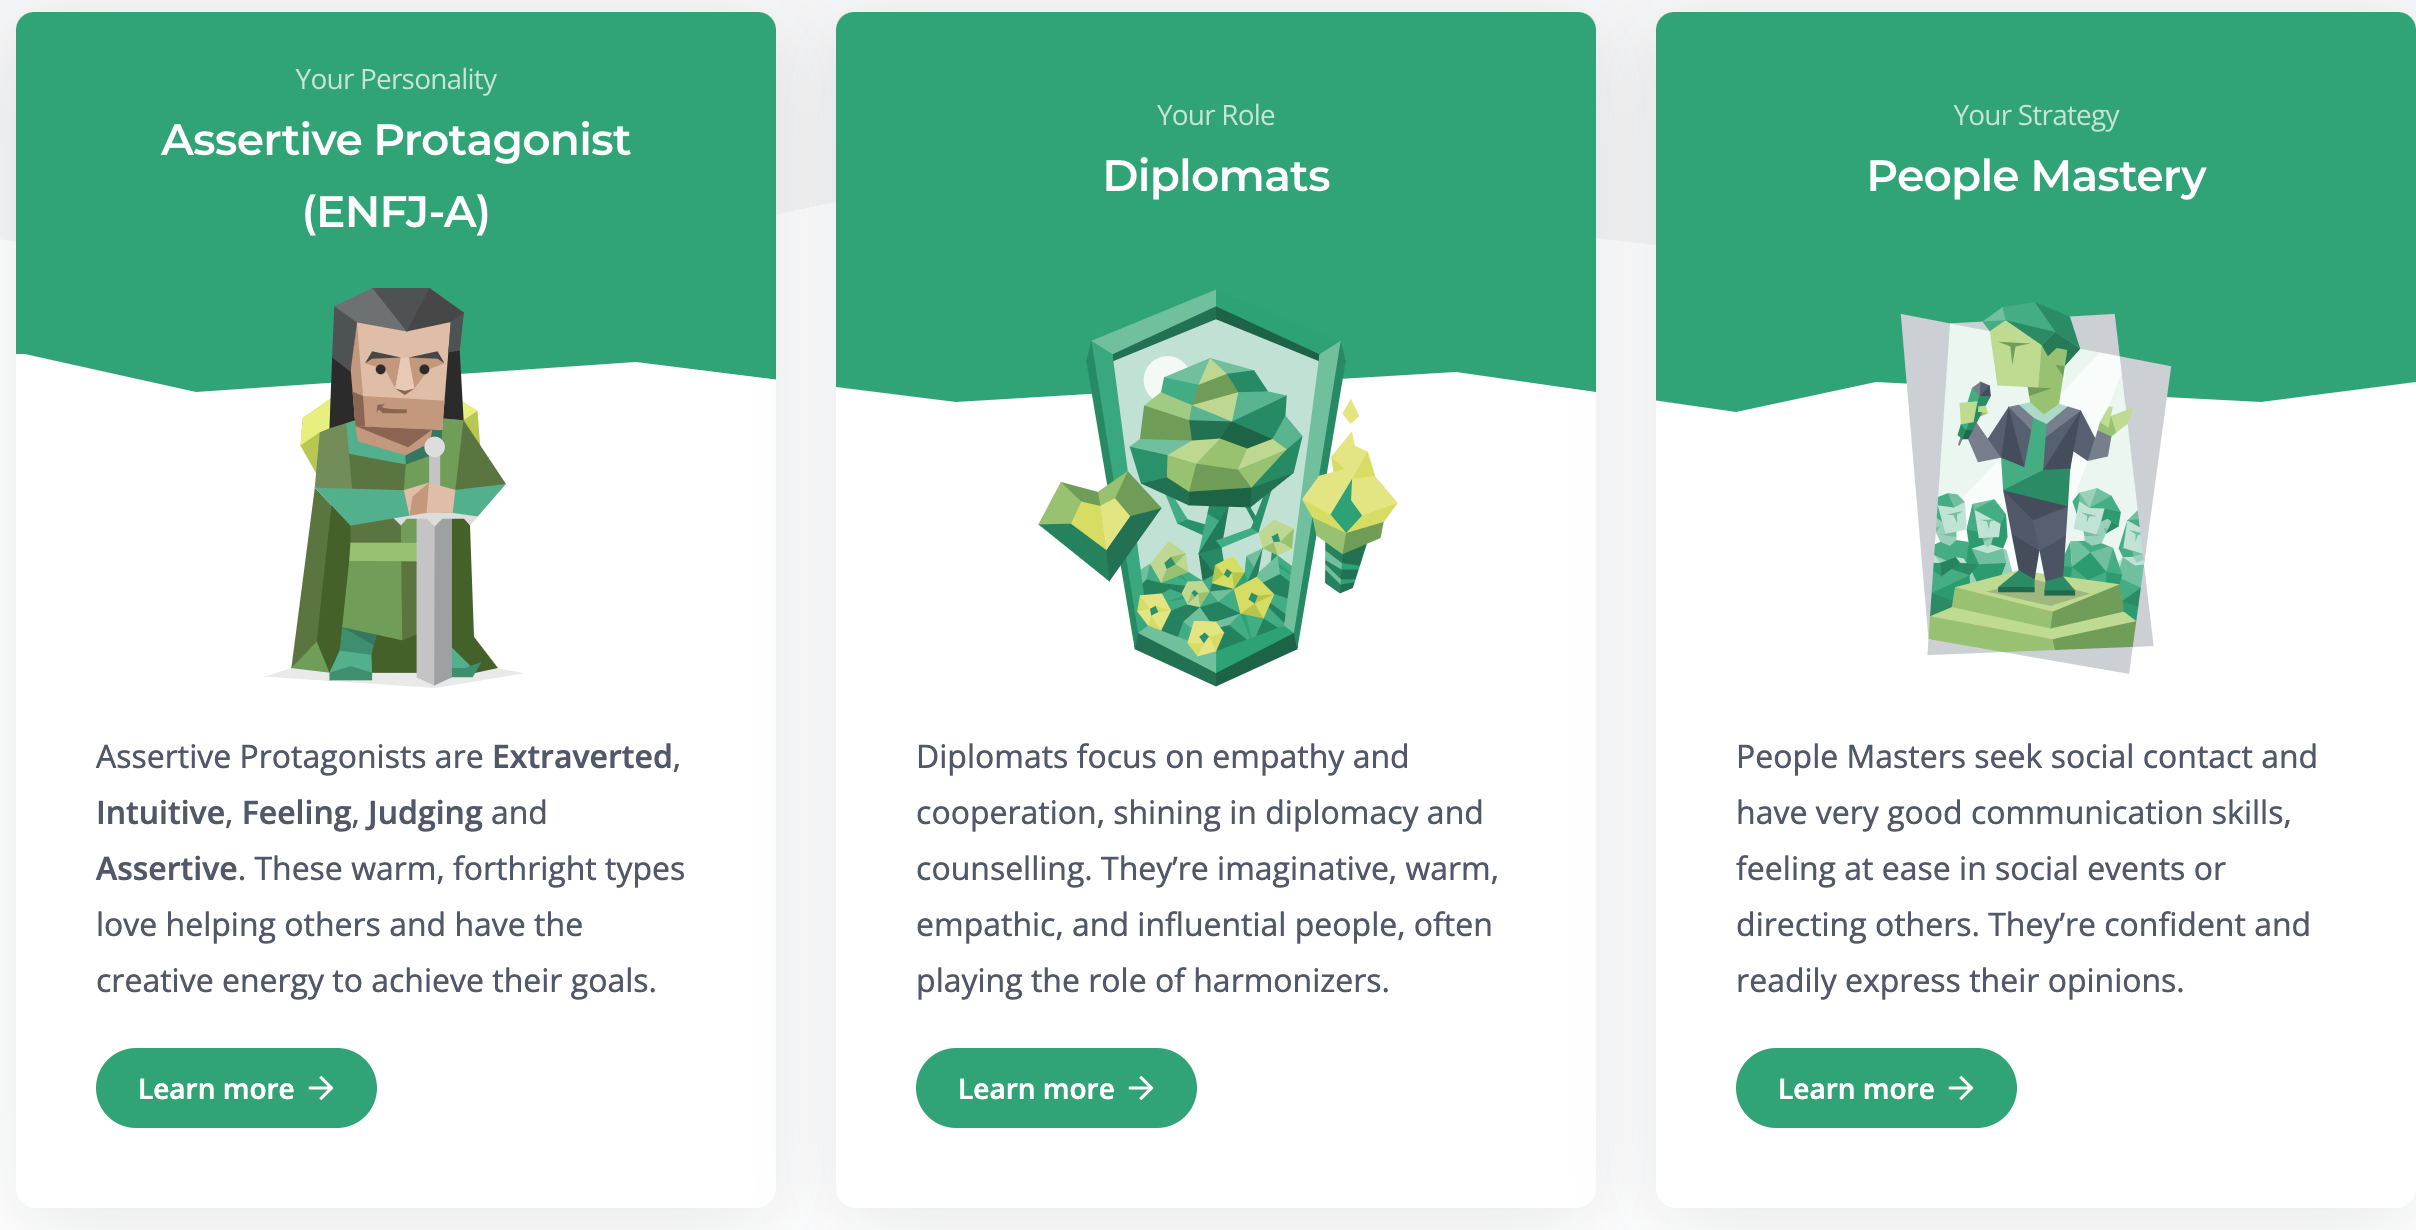 Your Personality
Assertive Protagonist
(ENFJ-A)
Assertive Protagonists are Extraverted,
Intuitive, Feeling, Judging and
Assertive. These warm, forthright types
love helping others and have the
creative energy to achieve their goals.
Learn more →
Your Role
Diplomats
Diplomats focus on empathy and
cooperation, shining in diplomacy and
counselling. They’re imaginative, warm,
empathic, and influential people, often
playing the role of harmonizers.
Learn more →
Your Strategy
People Mastery
People Masters seek social contact and
have very good communication skills,
feeling at ease in social events or
directing others. They’re confident and
readily express their opinions.
Learn more →